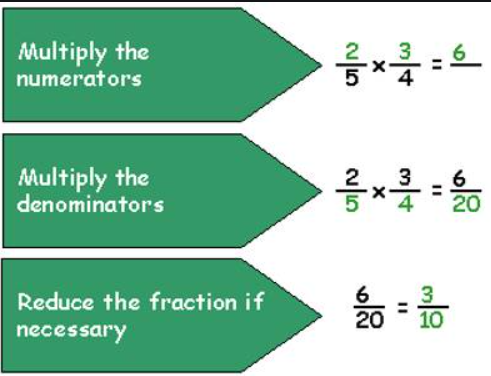 Multiply the
numerators
2/5 × 3/4 = 6/
Multiply the
denominators
2/5 × 3/4 = 6/20
Reduce the fraction if
necessary
6/20 = 3/10